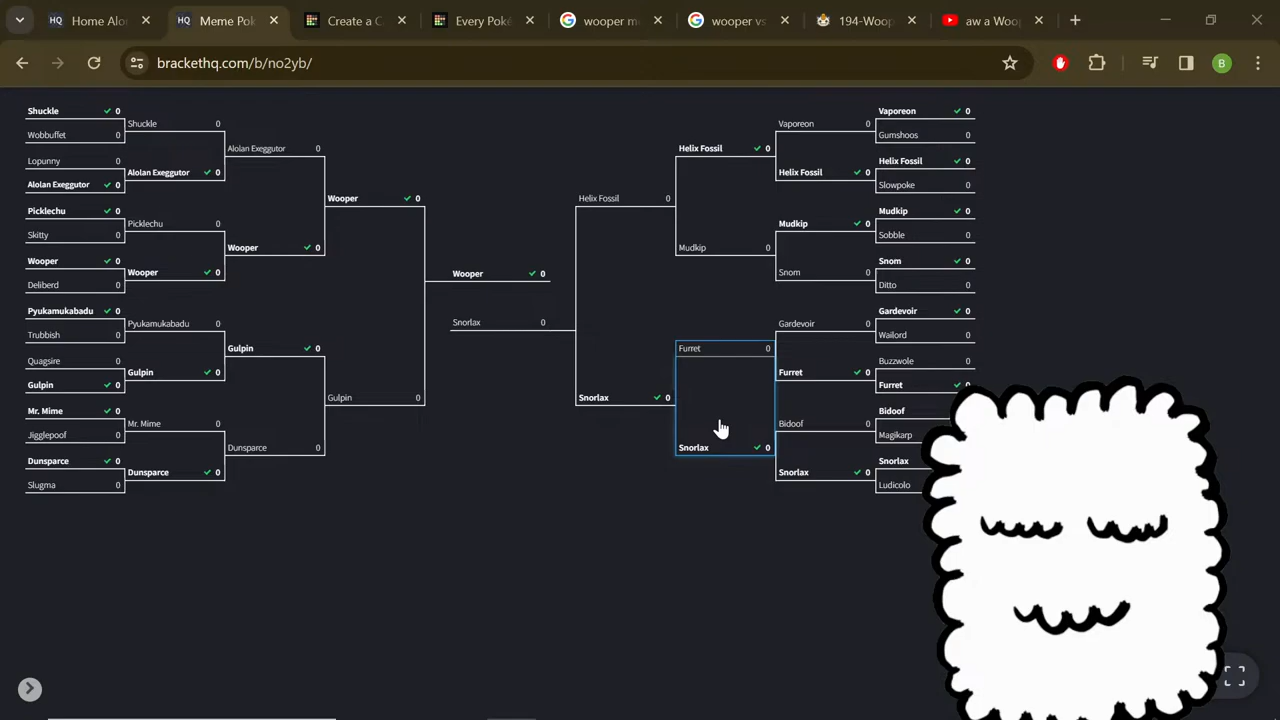 Home Alon
Meme Pok
Create a C
Every Poké
wooper me
wooper vs
194-Woop
aw a Woop
brackethq.com/b/no2yb/
B
Shuckle 0
Wobbuffet 0
Lopunny 0
Alolan Exeggutor 0
Picklechu 0
Skitty 0
Wooper 0
Deliberd 0
Pyukamukabadu 0
Trubbish 0
Quagsire 0
Gulpin 0
Mr. Mime 0
Jigglepoof 0
Dunsparce 0
Slugma 0
Shuckle 0
Alolan Exeggutor 0
Picklechu 0
Wooper 0
Pyukamukabadu 0
Gulpin 0
Mr. Mime 0
Dunsparce 0
Alolan Exeggutor 0
Wooper 0
Gulpin 0
Dunsparce 0
Wooper 0
Gulpin 0
Wooper 0
Snorlax 0
Helix Fossil 0
Snorlax 0
Helix Fossil 0
Mudkip 0
Furret 0
Snorlax 0
Vaporeon 0
Helix Fossil 0
Mudkip 0
Snom 0
Gardevoir 0
Furret 0
Bidoof 0
Snorlax 0
Vaporeon 0
Gumshoos 0
Helix Fossil 0
Slowpoke 0
Mudkip 0
Sobble 0
Snom 0
Ditto 0
Gardevoir 0
Wailord 0
Buzzwole 0
Furret 0
Bidoof
Magikarp
Snorlax
Ludicolo